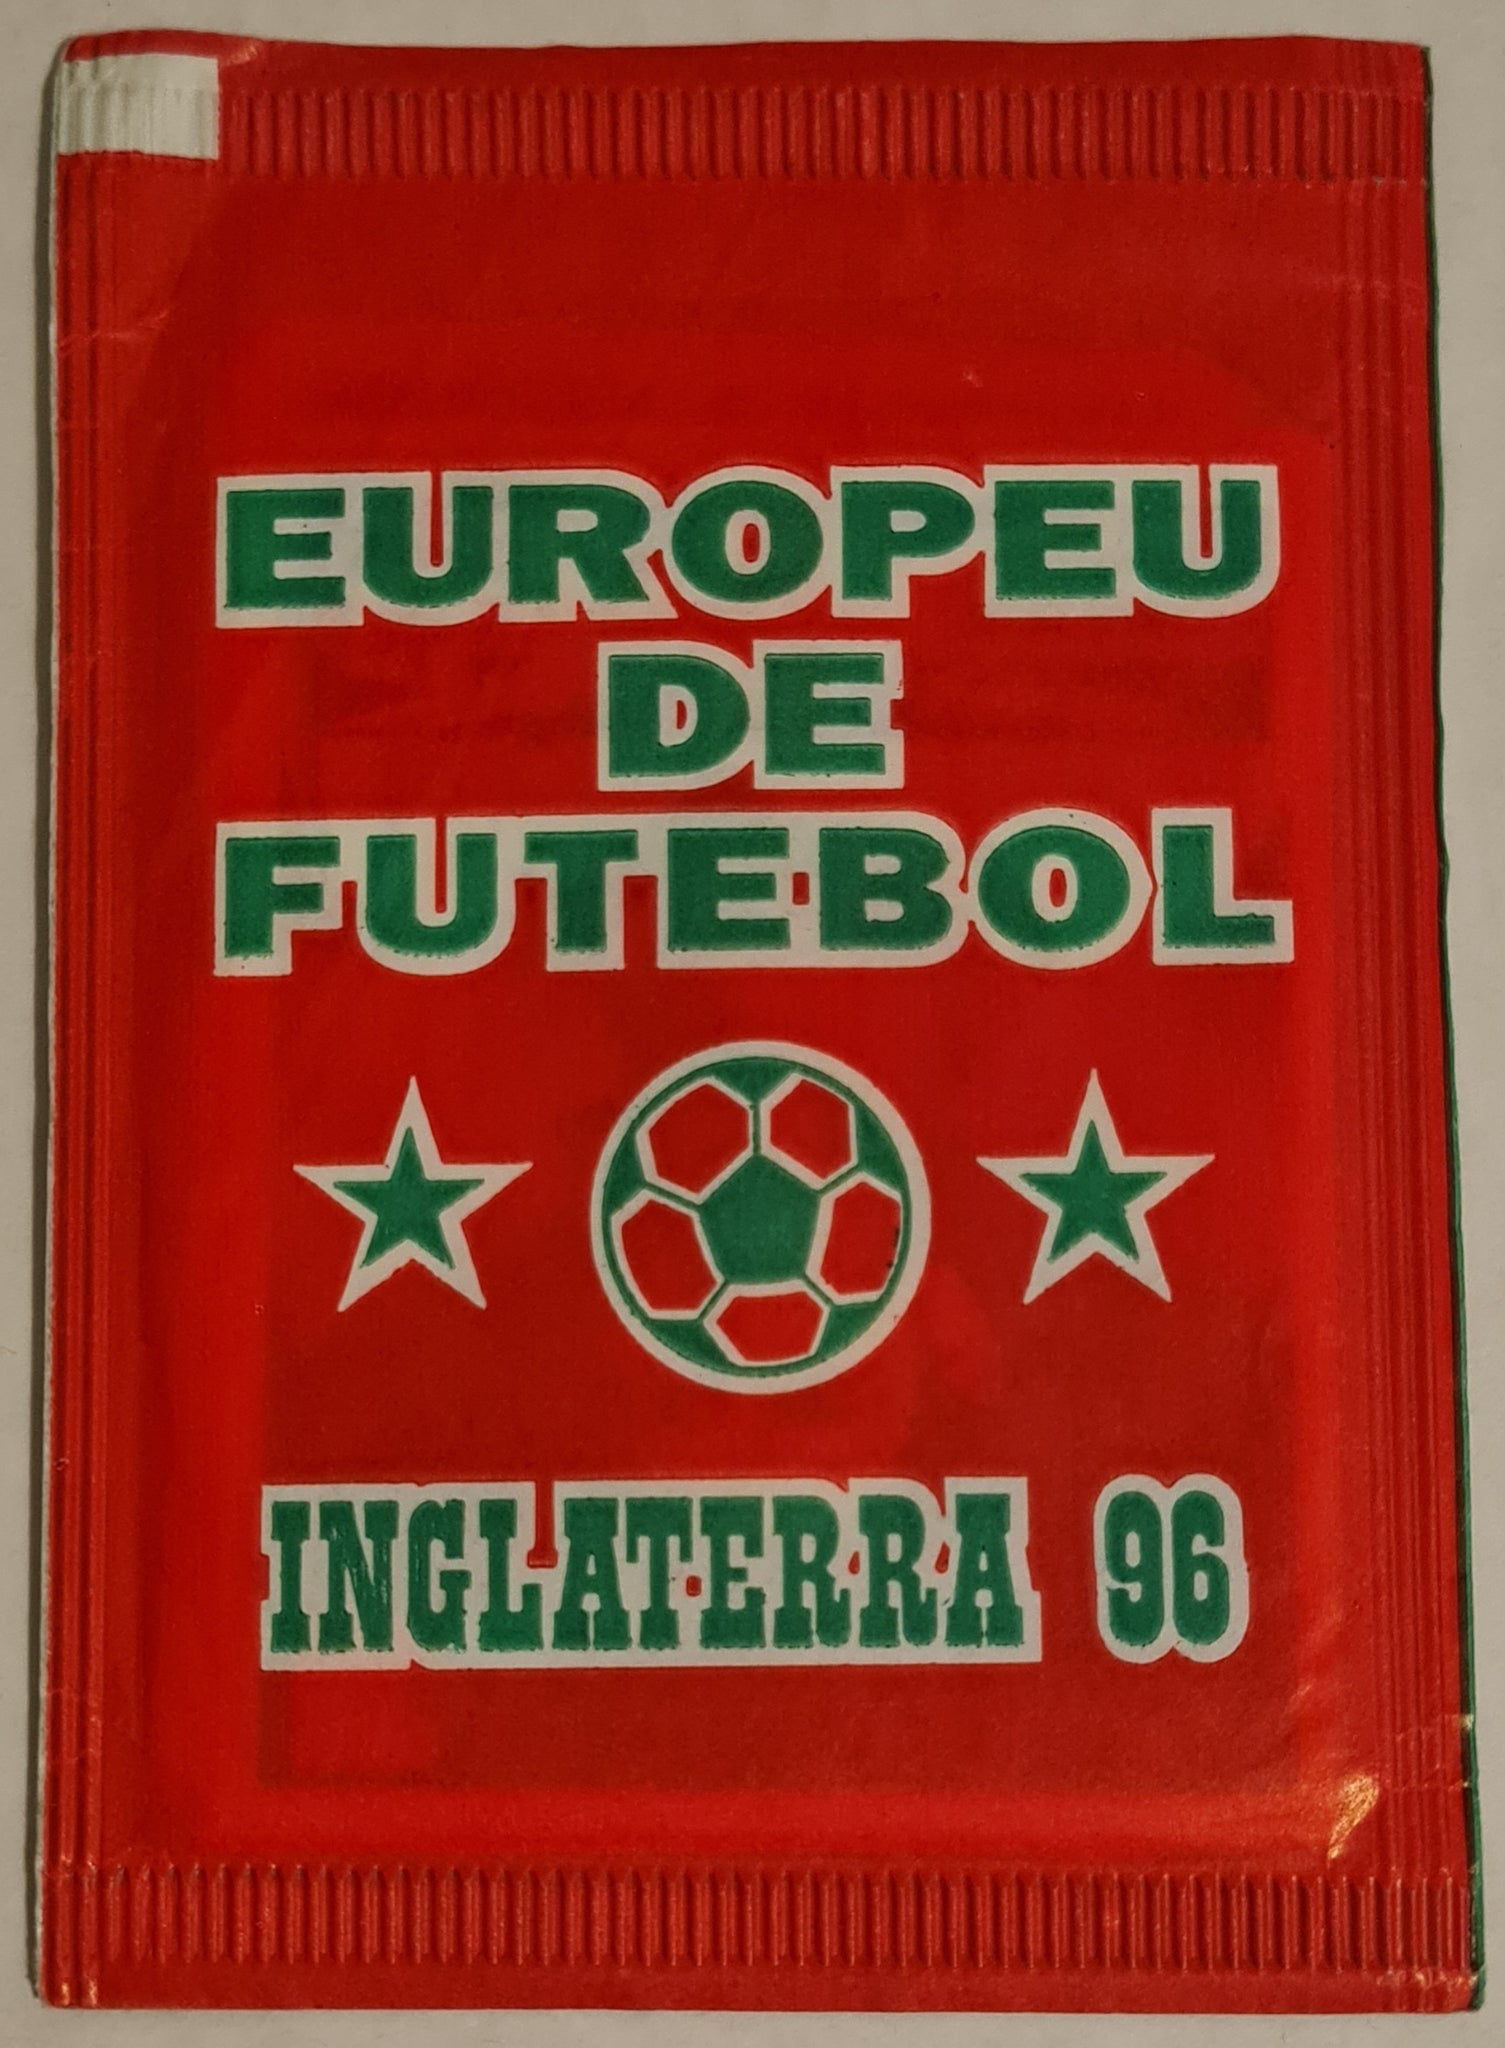 EUROPEU
DE
FUTEBOL
INGLATERRA 96